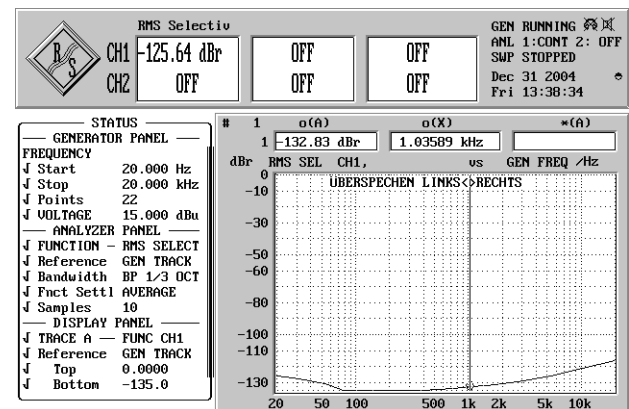 RMS Selectiv
R/S
CH1 -125.64 dBr OFF OFF
CH2 OFF OFF OFF
GEN RUNNING
ANL 1:CONT 2: OFF
SWP STOPPED
Dec 31 2004
Fri 13:38:34
STATUS
GENERATOR PANEL
FREQUENCY
√ Start 20.000 Hz
√ Stop 20.000 kHz
√ Points 22
√ VOLTAGE 15.000 dBu
ANALYZER PANEL
√ FUNCTION – RMS SELECT
√ Reference GEN TRACK
√ Bandwidth BP 1/3 OCT
√ Fnct Settl AVERAGE
√ Samples 10
DISPLAY PANEL
√ TRACE A — FUNC CH1
√ Reference GEN TRACK
√ Top 0.0000
√ Bottom -135.0
# 1 o(A) o(X) *(A)
1 -132.83 dBr 1.03589 kHz
dBr RMS SEL CH1, vs GEN FREQ /Hz
ÜBERSPECHEN LINKS<>RECHTS
0
-10
-30
-50
-60
-80
-100
-110
-130
20 50 100 500 1k 2k 5k 10k